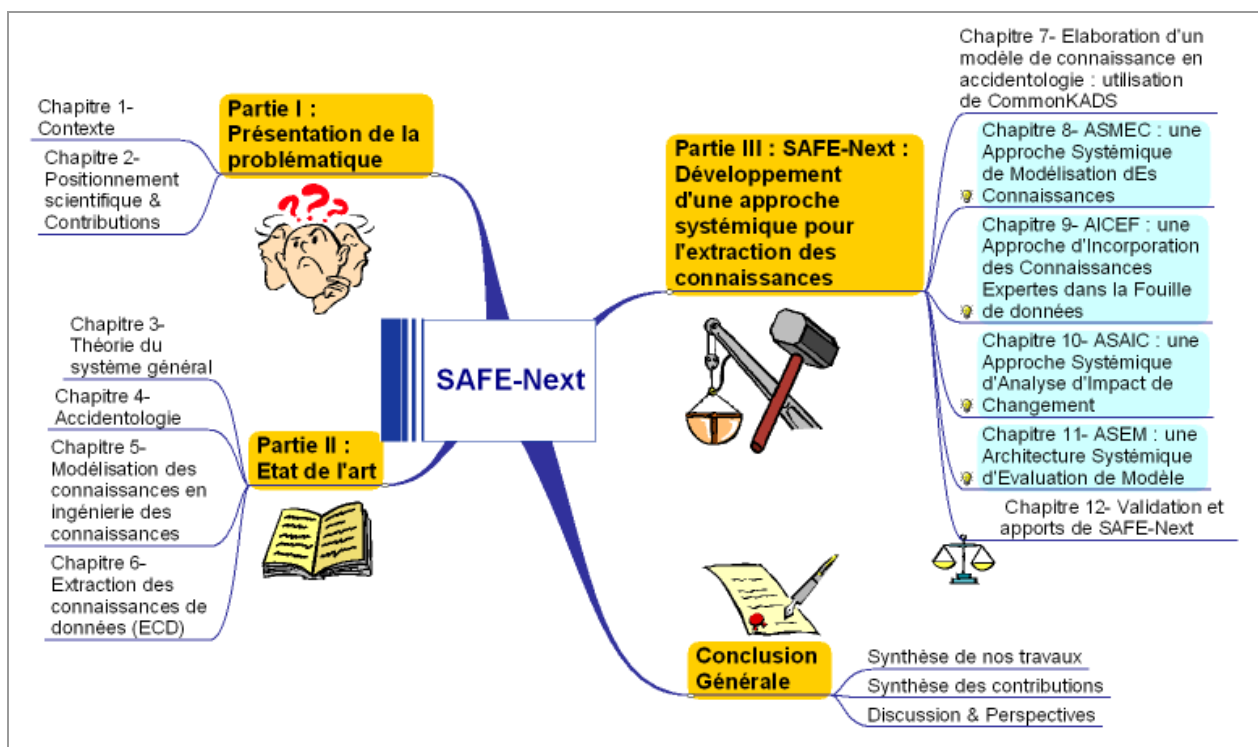 Partie I :
Présentation de la
problématique
Chapitre 1-
Contexte
Chapitre 2-
Positionnement
scientifique &
Contributions
???
Partie II :
Etat de l'art
Chapitre 3-
Théorie du
système général
Chapitre 4-
Accidentologie
Chapitre 5-
Modélisation des
connaissances en
ingénierie des
connaissances
Chapitre 6-
Extraction des
connaissances de
données (ECD)
SAFE-Next
Partie III : SAFE-Next :
Développement
d'une approche
systémique pour
l'extraction des
connaissances
Chapitre 7- Elaboration d'un
modèle de connaissance en
accidentologie : utilisation
de CommonKADS
Chapitre 8- ASMEC : une
Approche Systémique
de Modélisation dEs
Connaissances
Chapitre 9- AICEF : une
Approche d'Incorporation
des Connaissances
Expertes dans la Fouille
de données
Chapitre 10- ASAIC : une
Approche Systémique
d'Analyse d'Impact de
Changement
Chapitre 11- ASEM : une
Architecture Systémique
d'Evaluation de Modèle
Chapitre 12- Validation et
apports de SAFE-Next
Conclusion
Générale
Synthèse de nos travaux
Synthèse des contributions
Discussion & Perspectives